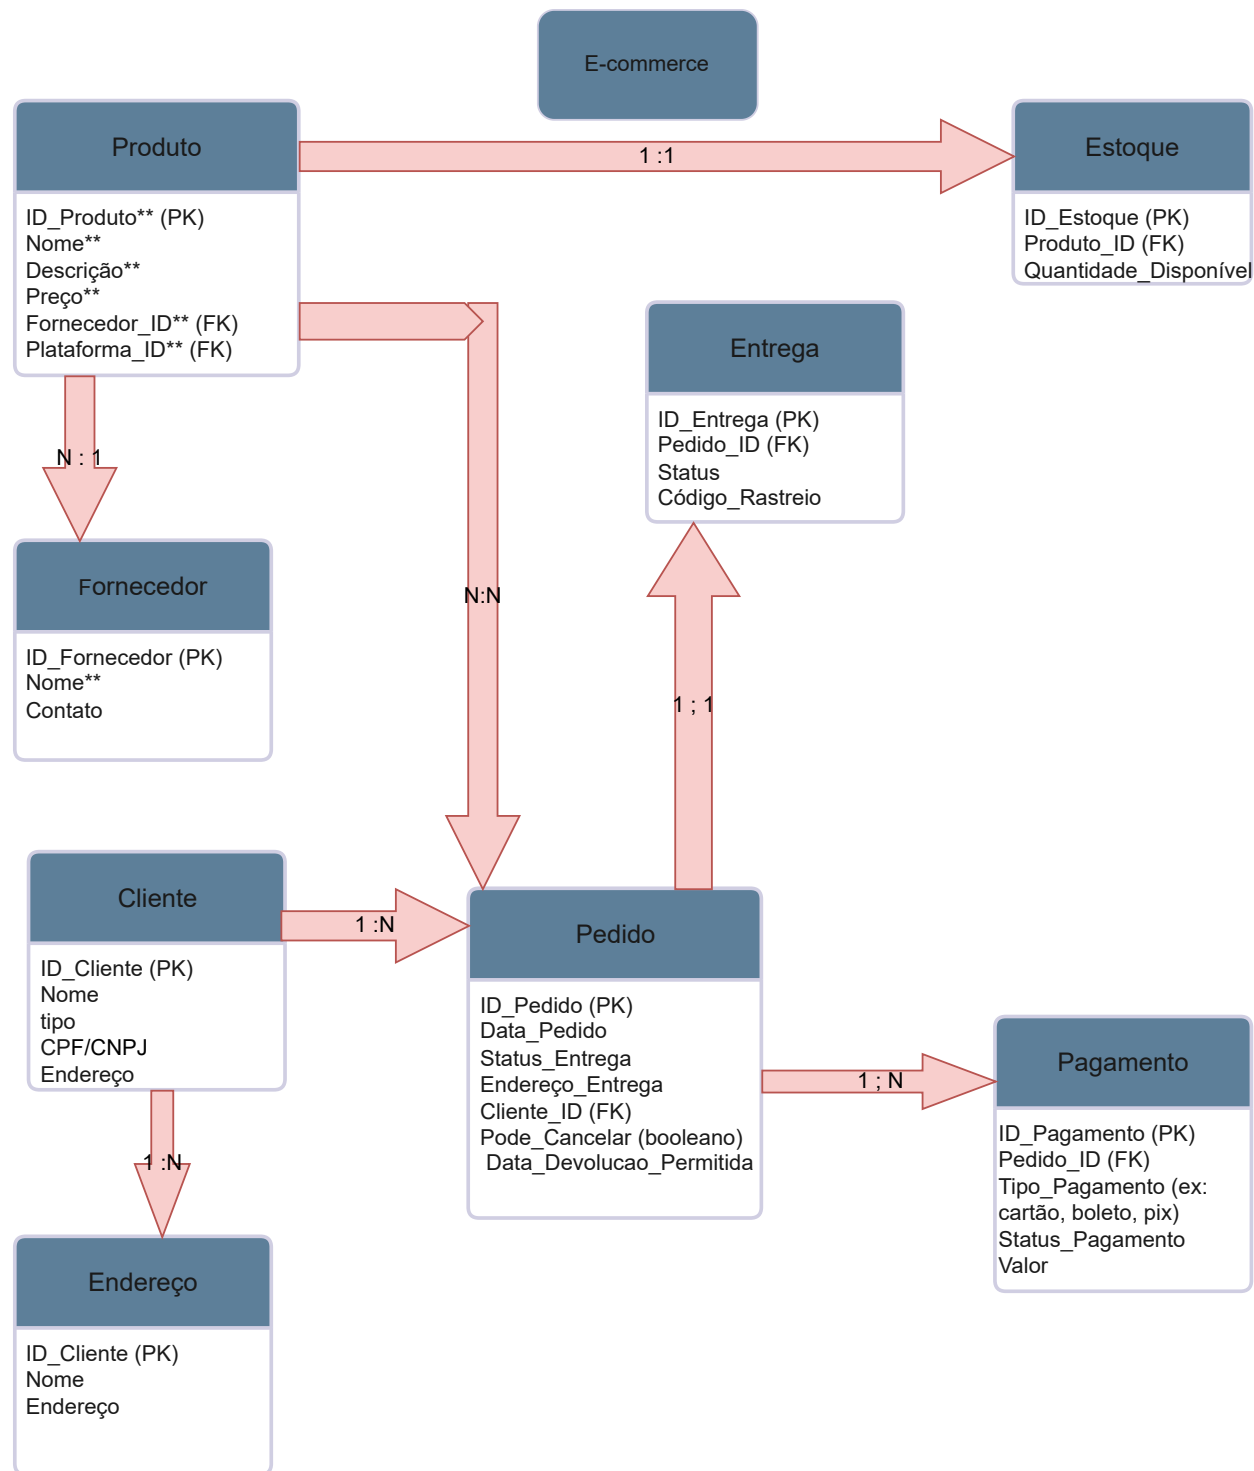 E-commerce
Produto
1 :1
Estoque
ID_Produto** (PK)
Nome**
Descrição**
Preço**
Fornecedor_ID** (FK)
Plataforma_ID** (FK)
ID_Estoque (PK)
Produto_ID (FK)
Quantidade_Disponível
Entrega
ID_Entrega (PK)
Pedido_ID (FK)
Status
Código_Rastreio
N : 1
Fornecedor
ID_Fornecedor (PK)
Nome**
Contato
N:N
1 ; 1
Cliente
ID_Cliente (PK)
Nome
tipo
CPF/CNPJ
Endereço
1 :N
Pedido
ID_Pedido (PK)
Data_Pedido
Status_Entrega
Endereço_Entrega
Cliente_ID (FK)
Pode_Cancelar (booleano)
Data_Devolucao_Permitida
1 ; N
Pagamento
ID_Pagamento (PK)
Pedido_ID (FK)
Tipo_Pagamento (ex:
cartão, boleto, pix)
Status_Pagamento
Valor
1 :N
Endereço
ID_Cliente (PK)
Nome
Endereço